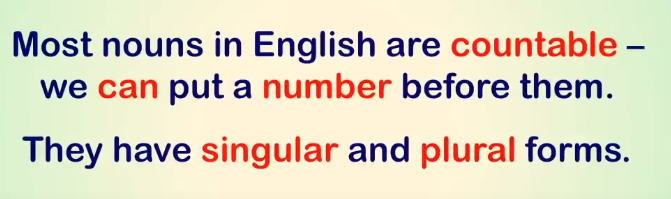 Most nouns in English are countable –
we can put a number before them.
They have singular and plural forms.